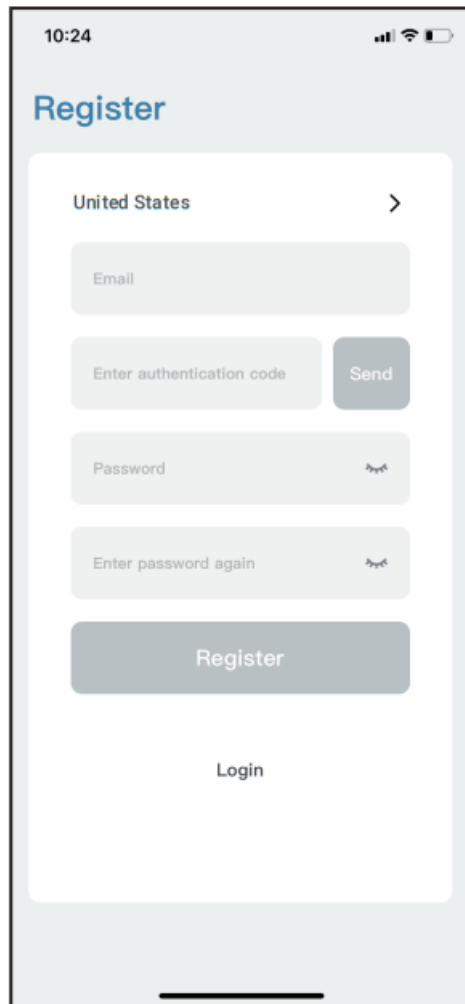 10:24
Register
United States
Email
Enter authentication code
Send
Password
Enter password again
Register
Login